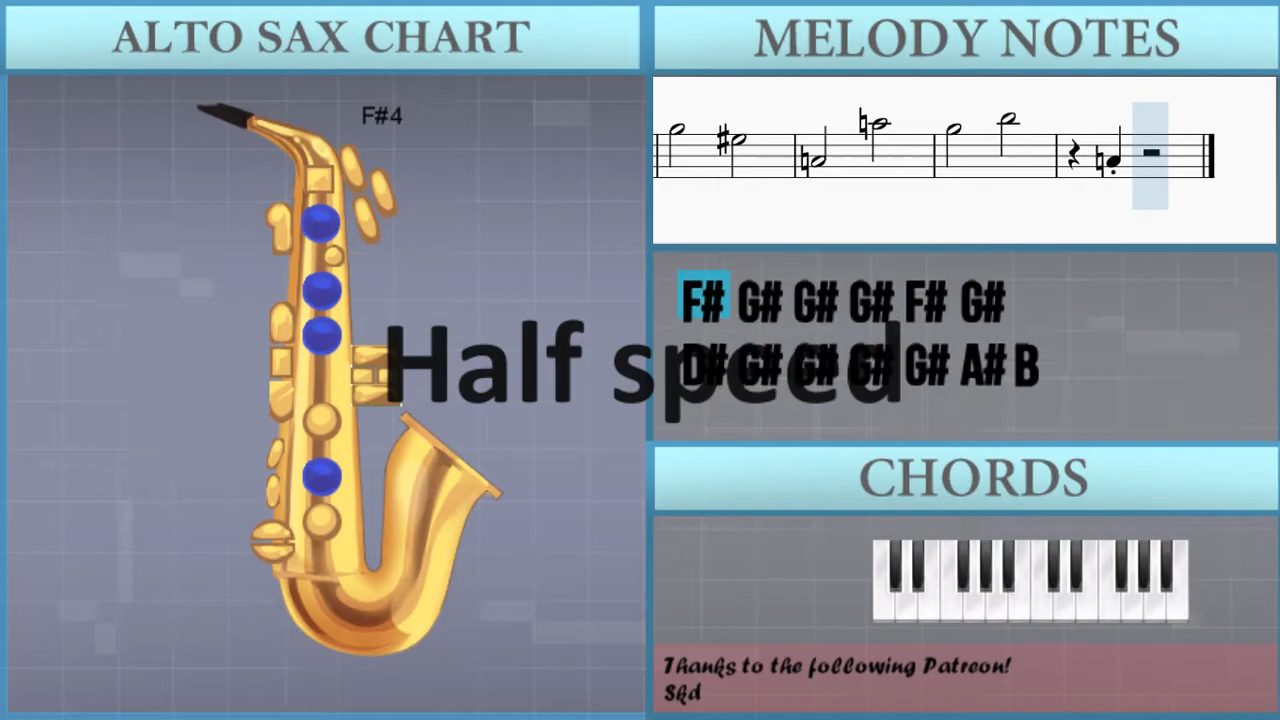 ALTO SAX CHART
MELODY NOTES
F#4
F# G# G# G# F# G#
D# G# G# G# G# A# B
Half speed
CHORDS
Thanks to the following Patreon!
Skd